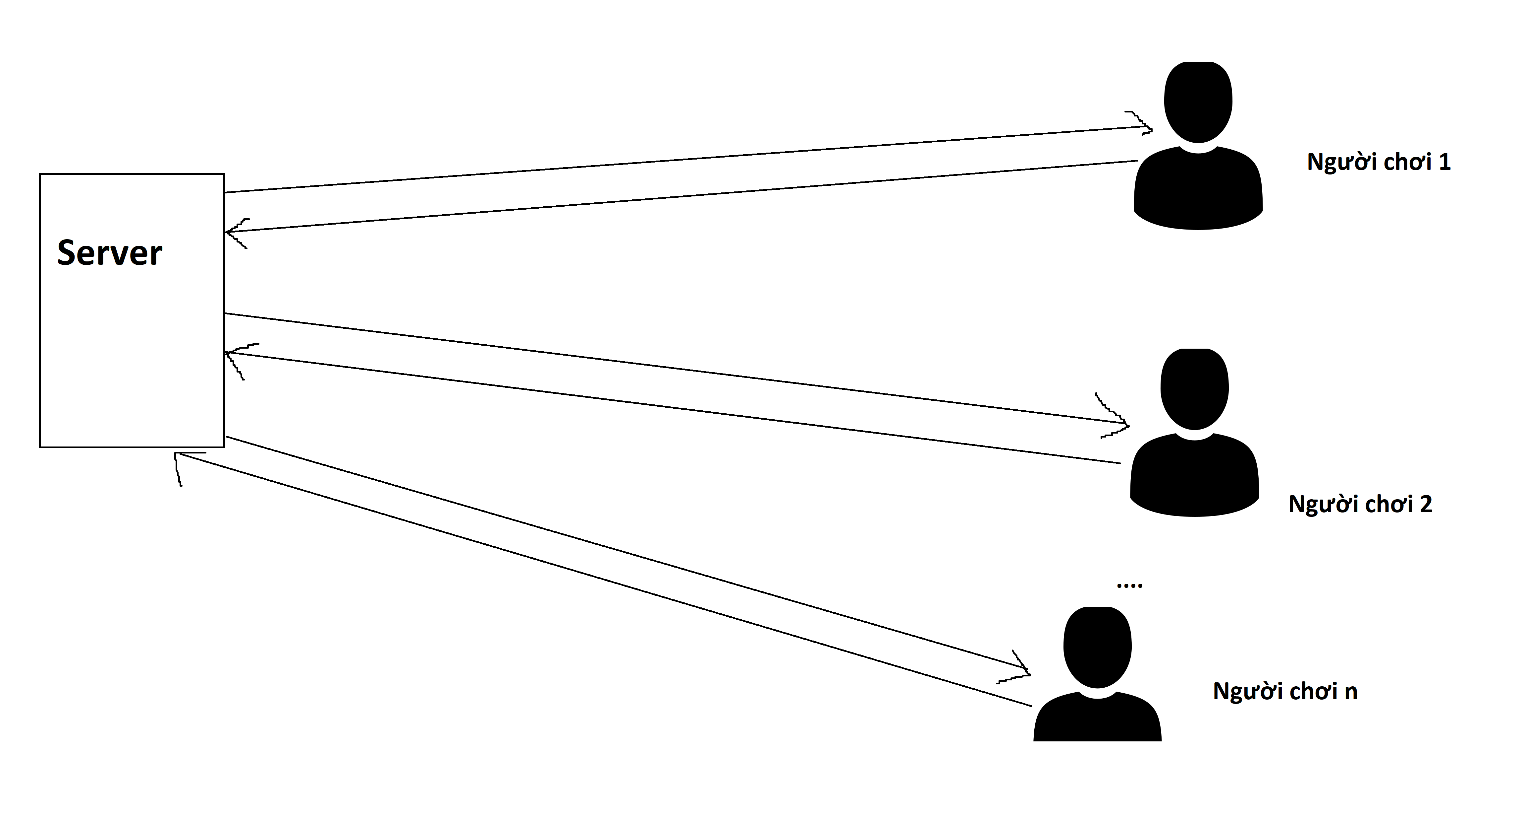 Người chơi 1
Server
Người chơi 2
....
Người chơi n